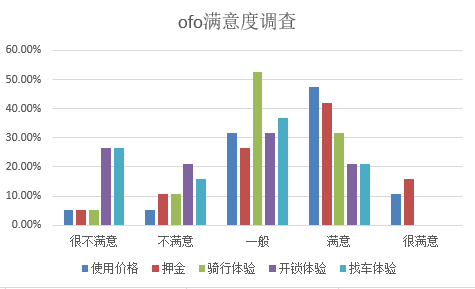 ofo满意度调查
60.00%
50.00%
40.00%
30.00%
20.00%
10.00%
0.00%
很不满意 不满意 一般 满意 很满意
使用价格 押金 骑行体验 开锁体验 找车体验